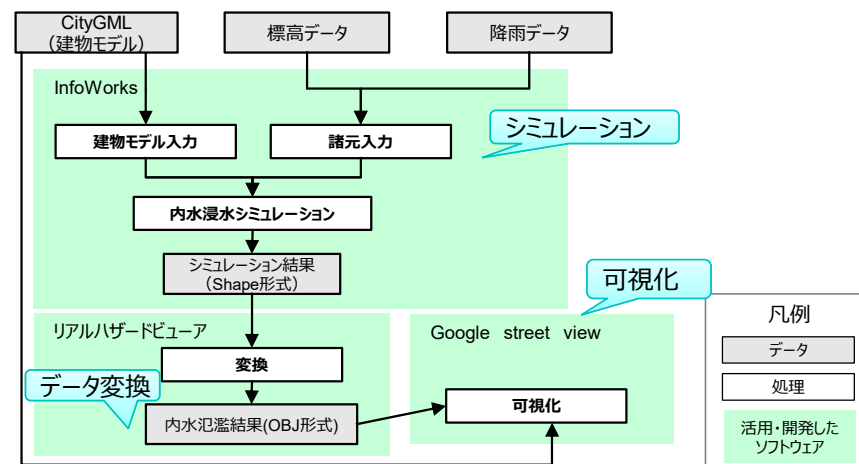 CityGML
（建物モデル）
標高データ
降雨データ
InfoWorks
シミュレーション
建物モデル入力
諸元入力
内水浸水シミュレーション
シミュレーション結果
（Shape形式）
可視化
リアルハザードビューア
Google street view
変換
データ変換
内水氾濫結果(OBJ形式)
可視化
凡例
データ
処理
活用・開発した
ソフトウェア